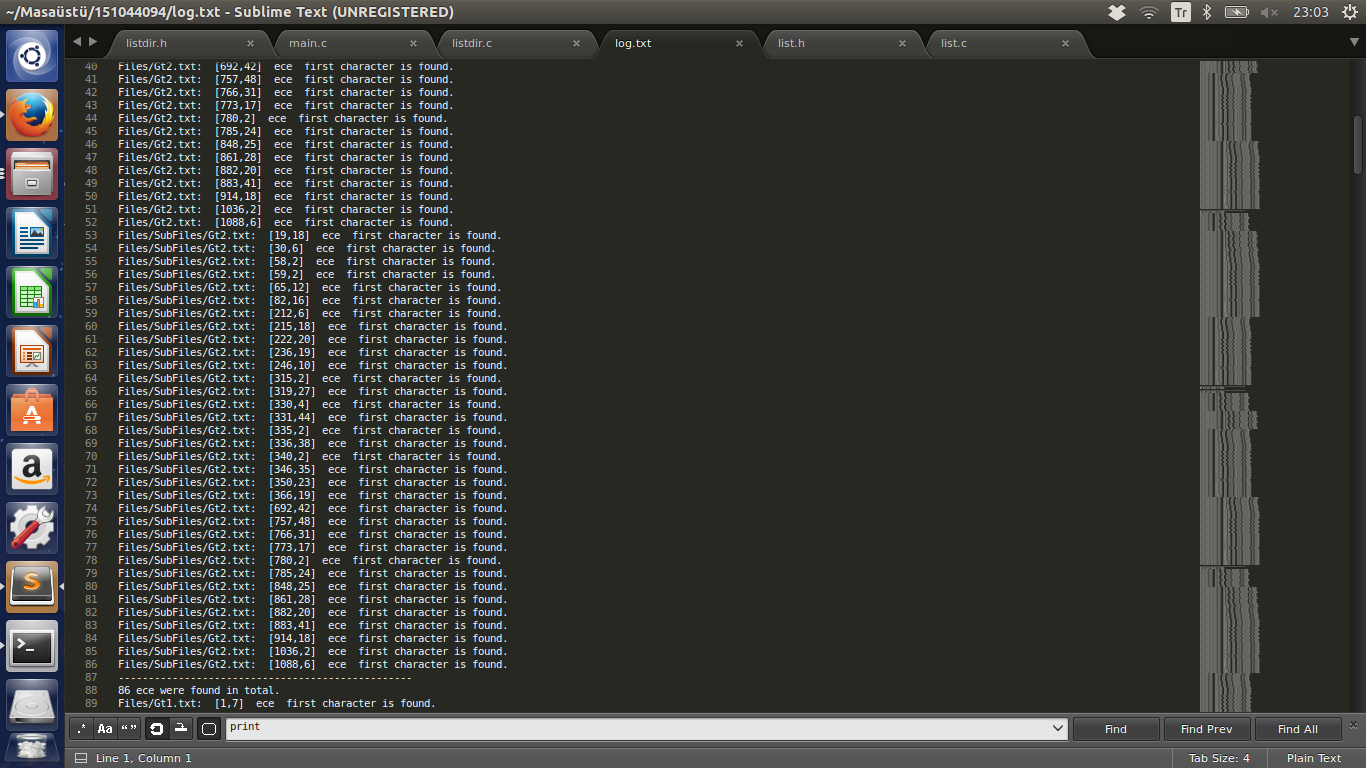 ~/Masaüstü/151044094/log.txt - Sublime Text (UNREGISTERED)
Tr
23:03
listdir.h
main.c
listdir.c
log.txt
list.h
list.c
40 Files/Gt2.txt: [692,42] ece first character is found.
41 Files/Gt2.txt: [757,48] ece first character is found.
42 Files/Gt2.txt: [766,31] ece first character is found.
43 Files/Gt2.txt: [773,17] ece first character is found.
44 Files/Gt2.txt: [780,2] ece first character is found.
45 Files/Gt2.txt: [785,24] ece first character is found.
46 Files/Gt2.txt: [848,25] ece first character is found.
47 Files/Gt2.txt: [861,28] ece first character is found.
48 Files/Gt2.txt: [882,20] ece first character is found.
49 Files/Gt2.txt: [883,41] ece first character is found.
50 Files/Gt2.txt: [914,18] ece first character is found.
51 Files/Gt2.txt: [1036,2] ece first character is found.
52 Files/Gt2.txt: [1088,6] ece first character is found.
53 Files/SubFiles/Gt2.txt: [19,18] ece first character is found.
54 Files/SubFiles/Gt2.txt: [30,6] ece first character is found.
55 Files/SubFiles/Gt2.txt: [58,2] ece first character is found.
56 Files/SubFiles/Gt2.txt: [59,2] ece first character is found.
57 Files/SubFiles/Gt2.txt: [65,12] ece first character is found.
58 Files/SubFiles/Gt2.txt: [82,16] ece first character is found.
59 Files/SubFiles/Gt2.txt: [212,6] ece first character is found.
60 Files/SubFiles/Gt2.txt: [215,18] ece first character is found.
61 Files/SubFiles/Gt2.txt: [222,20] ece first character is found.
62 Files/SubFiles/Gt2.txt: [236,19] ece first character is found.
63 Files/SubFiles/Gt2.txt: [246,10] ece first character is found.
64 Files/SubFiles/Gt2.txt: [315,2] ece first character is found.
65 Files/SubFiles/Gt2.txt: [319,27] ece first character is found.
66 Files/SubFiles/Gt2.txt: [330,4] ece first character is found.
67 Files/SubFiles/Gt2.txt: [331,44] ece first character is found.
68 Files/SubFiles/Gt2.txt: [335,2] ece first character is found.
69 Files/SubFiles/Gt2.txt: [336,38] ece first character is found.
70 Files/SubFiles/Gt2.txt: [340,2] ece first character is found.
71 Files/SubFiles/Gt2.txt: [346,35] ece first character is found.
72 Files/SubFiles/Gt2.txt: [350,23] ece first character is found.
73 Files/SubFiles/Gt2.txt: [366,19] ece first character is found.
74 Files/SubFiles/Gt2.txt: [692,42] ece first character is found.
75 Files/SubFiles/Gt2.txt: [757,48] ece first character is found.
76 Files/SubFiles/Gt2.txt: [766,31] ece first character is found.
77 Files/SubFiles/Gt2.txt: [773,17] ece first character is found.
78 Files/SubFiles/Gt2.txt: [780,2] ece first character is found.
79 Files/SubFiles/Gt2.txt: [785,24] ece first character is found.
80 Files/SubFiles/Gt2.txt: [848,25] ece first character is found.
81 Files/SubFiles/Gt2.txt: [861,28] ece first character is found.
82 Files/SubFiles/Gt2.txt: [882,20] ece first character is found.
83 Files/SubFiles/Gt2.txt: [883,41] ece first character is found.
84 Files/SubFiles/Gt2.txt: [914,18] ece first character is found.
85 Files/SubFiles/Gt2.txt: [1036,2] ece first character is found.
86 Files/SubFiles/Gt2.txt: [1088,6] ece first character is found.
87 -------------------------------------------------
88 86 ece were found in total.
89 Files/Gt1.txt: [1,7] ece first character is found.
.* Aa “”
print
Find
Find Prev
Find All
Line 1, Column 1
Tab Size: 4
Plain Text